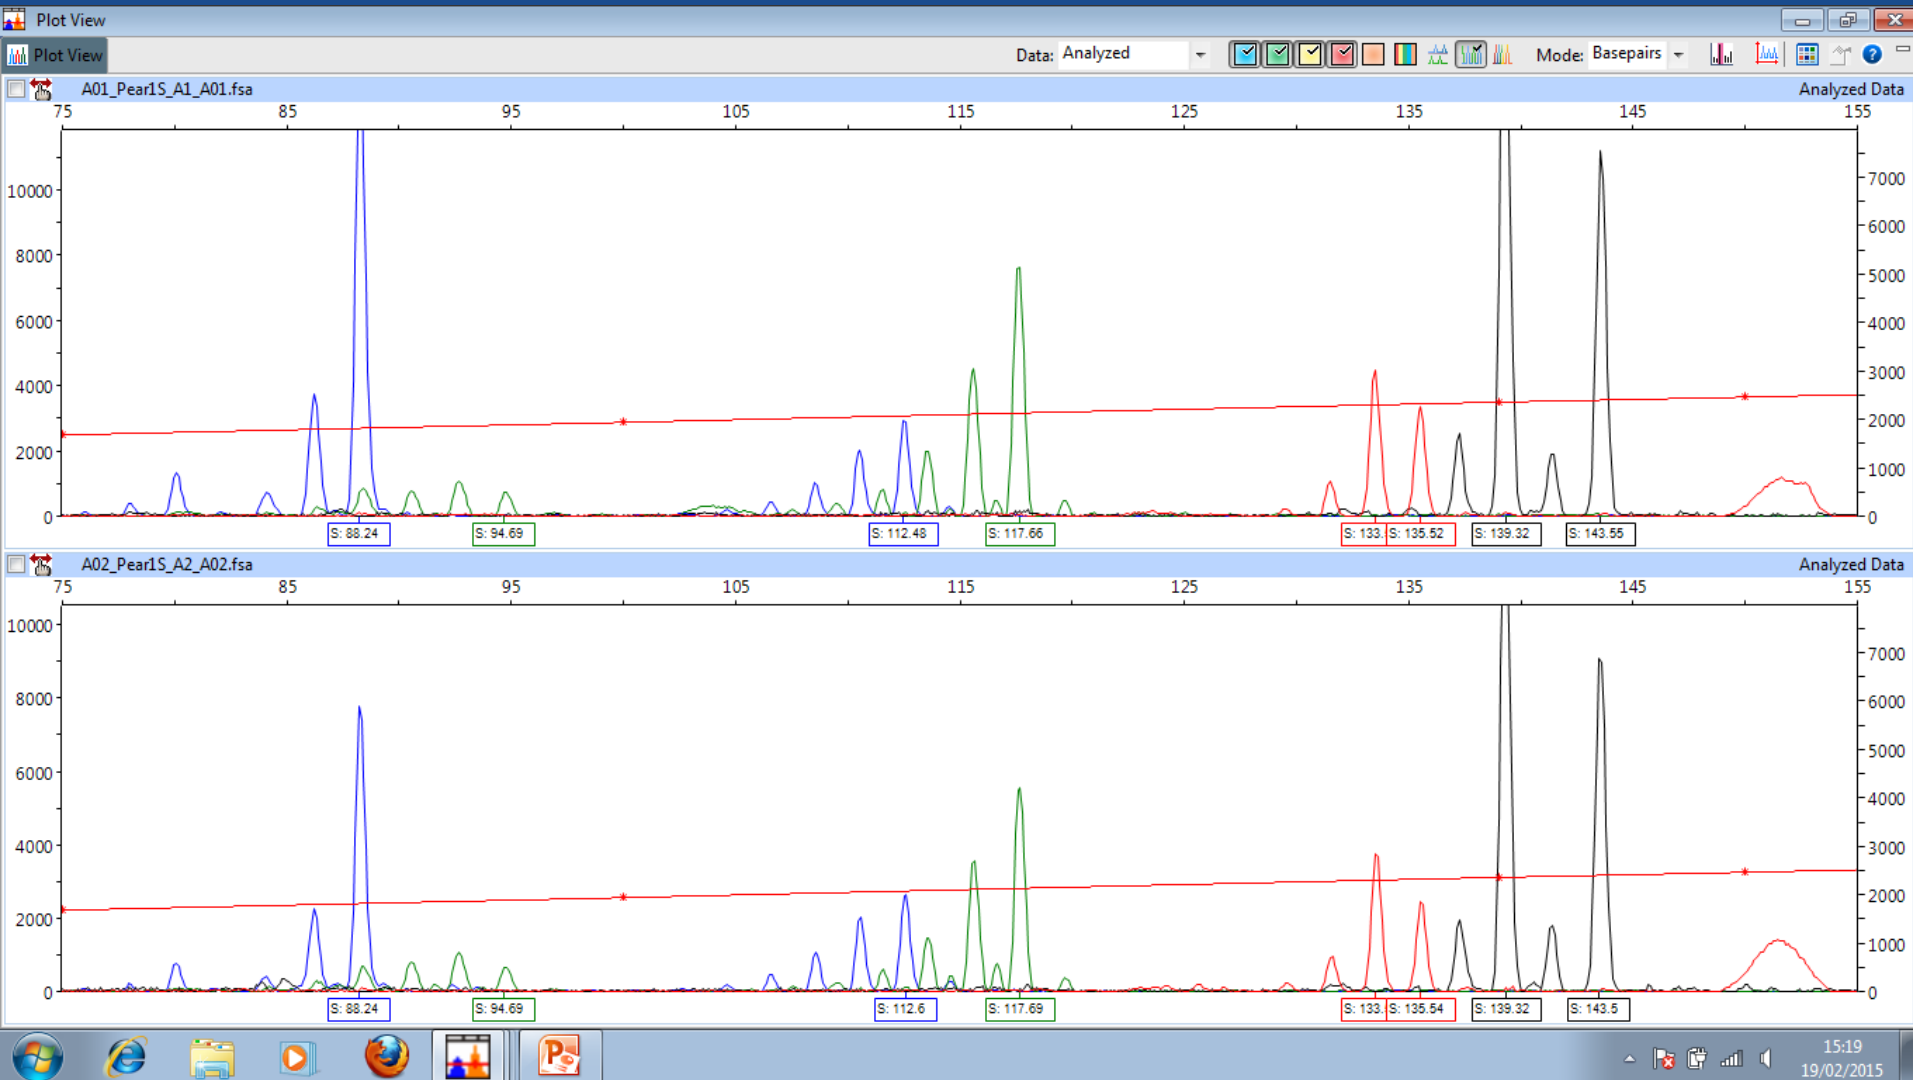 Plot View
Plot View Data: Analyzed Mode: Basepairs
A01_Pear1S_A1_A01.fsa Analyzed Data
75 85 95 105 115 125 135 145 155
10000 7000
8000 6000
5000
6000 4000
4000 3000
2000
2000 1000
0 0
S: 88.24 S: 94.69 S: 112.48 S: 117.66 S: 133. S: 135.52 S: 139.32 S: 143.55
A02_Pear1S_A2_A02.fsa Analyzed Data
75 85 95 105 115 125 135 145 155
10000 7000
8000 6000
6000 5000
4000
4000 3000
2000 2000
1000
0 0
S: 88.24 S: 94.69 S: 112.6 S: 117.69 S: 133. S: 135.54 S: 139.32 S: 143.5
15:19
19/02/2015